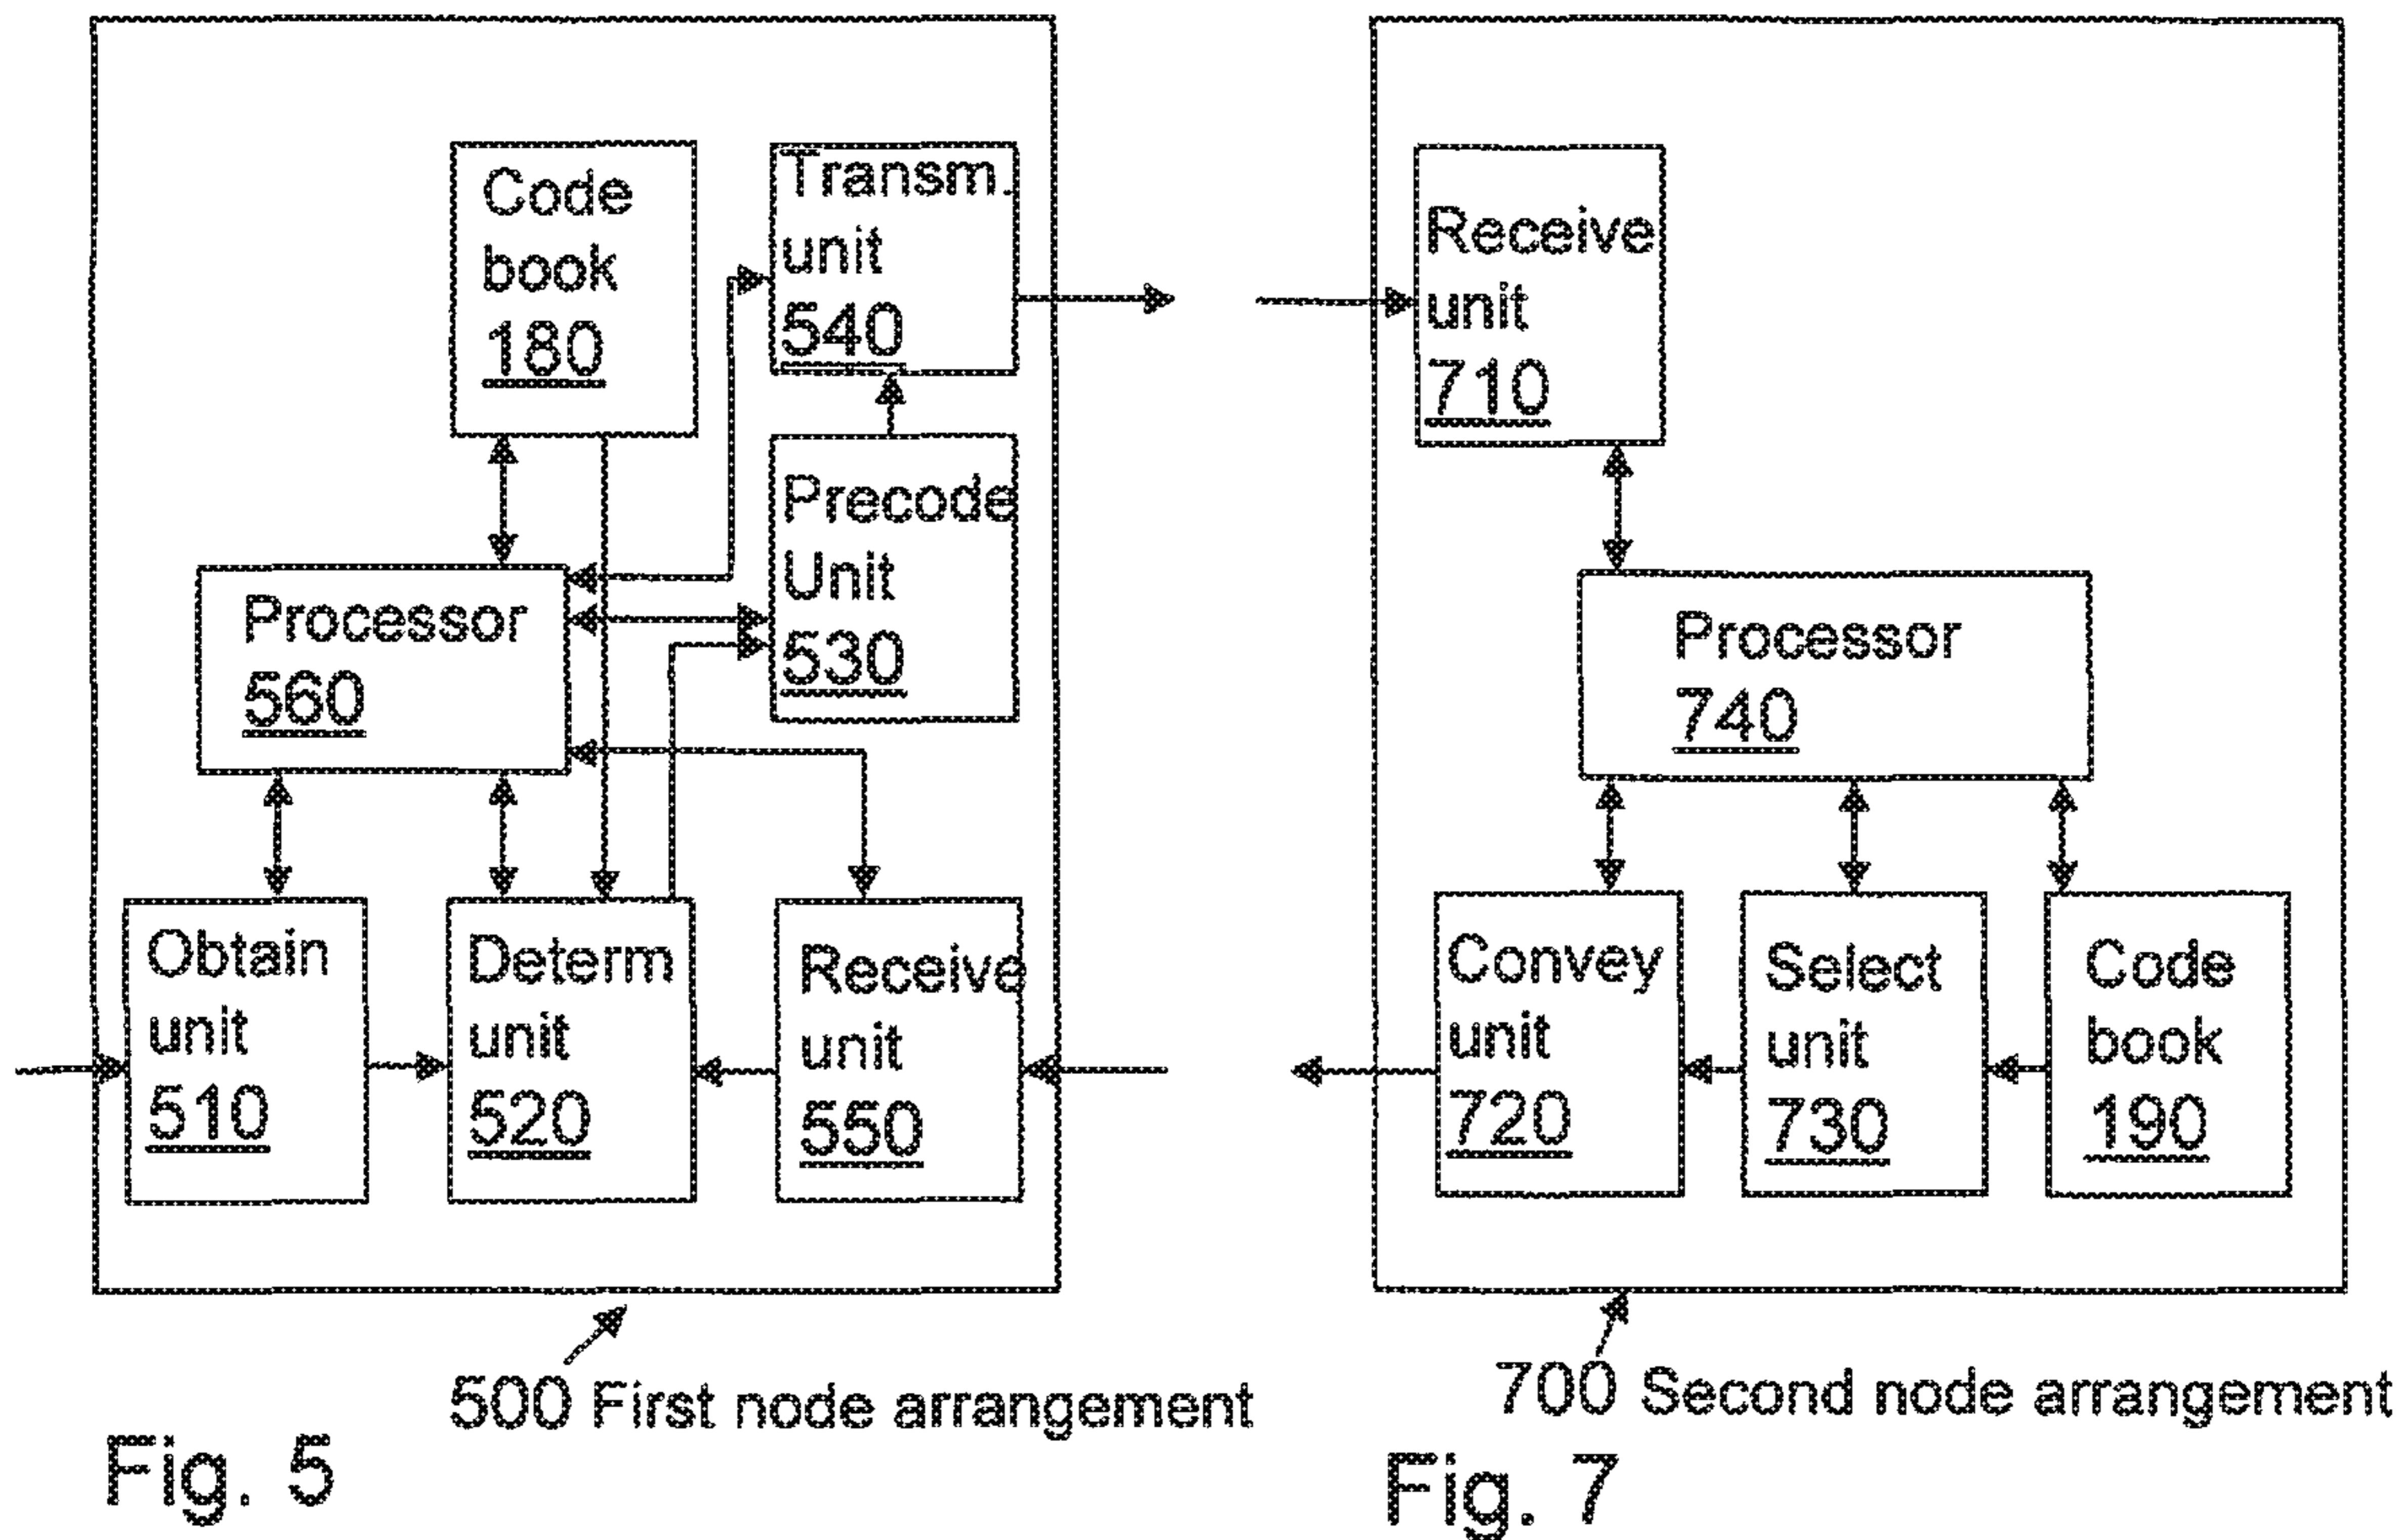 Code
book
180
Transm.
unit
540
Precode
Unit
530
Processor
560
Obtain
unit
510
Determ
unit
520
Receive
unit
550
500 First node arrangement
Fig. 5
Receive
unit
710
Processor
740
Convey
unit
720
Select
unit
730
Code
book
190
700 Second node arrangement
Fig. 7